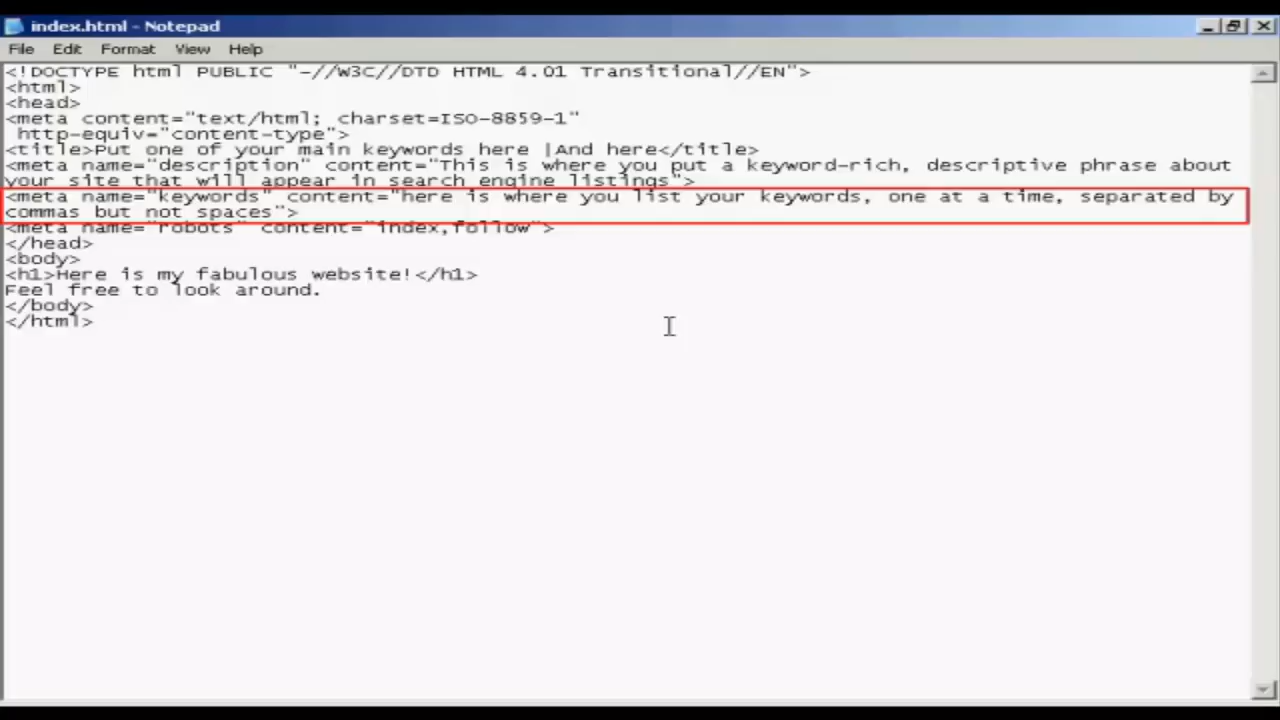 index.html - Notepad
File Edit Format View Help
<!DOCTYPE html PUBLIC "-//W3C//DTD HTML 4.01 Transitional//EN">
<html>
<head>
<meta content="text/html; charset=ISO-8859-1"
http-equiv="content-type">
<title>Put one of your main keywords here |And here</title>
<meta name="description" content="This is where you put a keyword-rich, descriptive phrase about
your site that will appear in search engine listings">
<meta name="keywords" content="here is where you list your keywords, one at a time, separated by
commas but not spaces">
<meta name="robots" content="index,follow">
</head>
<body>
<h1>Here is my fabulous website!</h1>
Feel free to look around.
</body>
</html>